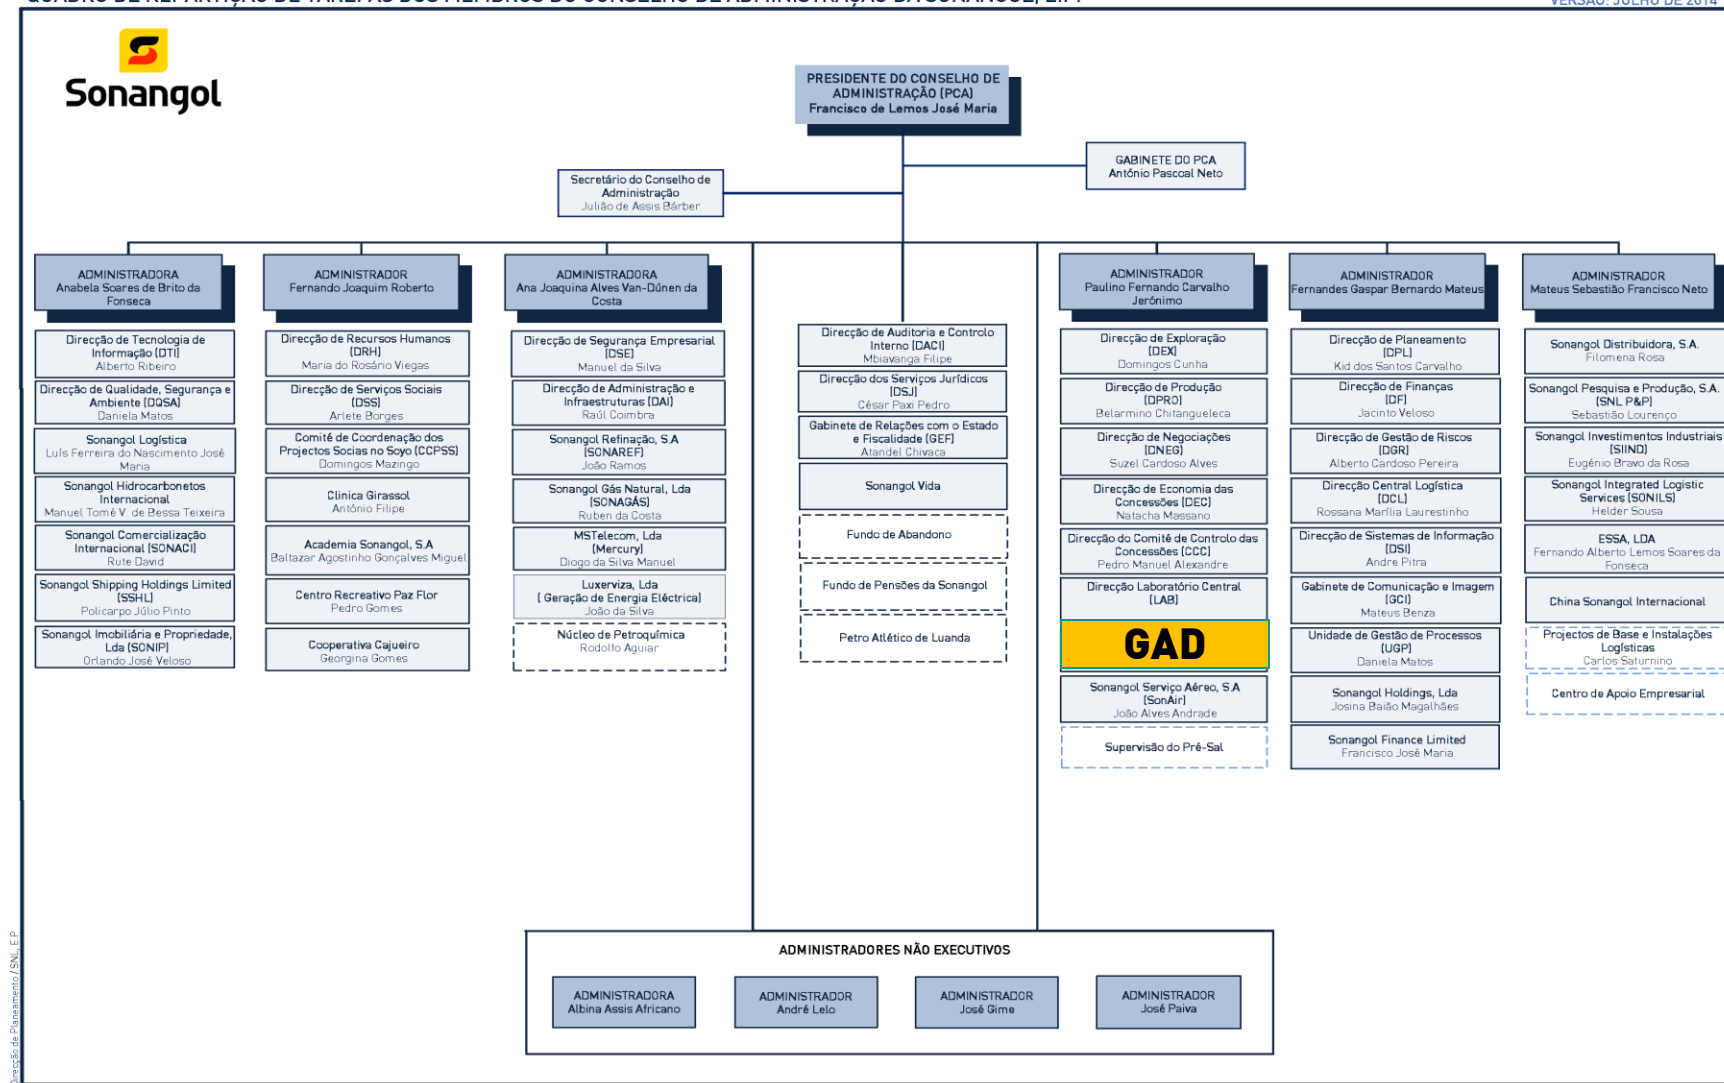 QUADRO DE REPARTIÇÃO DE TAREFAS DOS MEMBROS DO CONSELHO DE ADMINISTRAÇÃO DA SONANGOL, E.P.
VERSÃO: JULHO DE 2014
Sonangol
PRESIDENTE DO CONSELHO DE
ADMINISTRAÇÃO (PCA)
Francisco de Lemos José Maria
GABINETE DO PCA
António Pascoal Neto
Secretário do Conselho de
Administração
Julião de Assis Bárber
ADMINISTRADORA
Anabela Soares de Brito da
Fonseca
Direcção de Tecnologia de
Informação (DTI)
Alberto Ribeiro
Direcção de Qualidade, Segurança e
Ambiente (DQSA)
Daniela Matos
Sonangol Logística
Luís Ferreira do Nascimento José
Maria
Sonangol Hidrocarbonetos
Internacional
Manuel Tomé V. de Bessa Teixeira
Sonangol Comercialização
Internacional (SONACI)
Rute David
Sonangol Shipping Holdings Limited
(SSHL)
Policarpo Júlio Pinto
Sonangol Imobiliária e Propriedade,
Lda (SONIP)
Orlando José Veloso
ADMINISTRADOR
Fernando Joaquim Roberto
Direcção de Recursos Humanos
(DRH)
Maria do Rosário Viegas
Direcção de Serviços Sociais
(DSS)
Arlete Borges
Comité de Coordenação dos
Projectos Socias no Soyo (CCPSS)
Domingos Mazingo
Clinica Girassol
António Filipe
Academia Sonangol, S.A
Baltazar Agostinho Gonçalves Miguel
Centro Recreativo Paz Flor
Pedro Gomes
Cooperativa Cajueiro
Georgina Gomes
ADMINISTRADORA
Ana Joaquina Alves Van-Dúnen da
Costa
Direcção de Segurança Empresarial
(DSE)
Manuel da Silva
Direcção de Administração e
Infraestruturas (DAI)
Raúl Coimbra
Sonangol Refinação, S.A
(SONAREF)
João Ramos
Sonangol Gás Natural, Lda
(SONAGÁS)
Ruben da Costa
MSTelecom, Lda
(Mercury)
Diogo da Silva Manuel
Luxerviza, Lda
( Geração de Energia Eléctrica)
João da Silva
Núcleo de Petroquímica
Rodolfo Aguiar
Direcção de Auditoria e Controlo
Interno (DACI)
Mbiavanga Filipe
Direcção dos Serviços Jurídicos
(DSJ)
César Paxi Pedro
Gabinete de Relações com o Estado
e Fiscalidade (GEF)
Atandel Chivaca
Sonangol Vida
Fundo de Abandono
Fundo de Pensões da Sonangol
Petro Atlético de Luanda
ADMINISTRADOR
Paulino Fernando Carvalho
Jerónimo
Direcção de Exploração
(DEX)
Domingos Cunha
Direcção de Produção
(DPRO)
Belarmino Chitangueleca
Direcção de Negociações
(DNEG)
Suzel Cardoso Alves
Direcção de Economia das
Concessões (DEC)
Natacha Massano
Direcção do Comité de Controlo das
Concessões (CCC)
Pedro Manuel Alexandre
Direcção Laboratório Central
(LAB)
GAD
Sonangol Serviço Aéreo, S.A
(SonAir)
João Alves Andrade
Supervisão do Pré-Sal
ADMINISTRADOR
Fernandes Gaspar Bernardo Mateus
Direcção de Planeamento
(DPL)
Kid dos Santos Carvalho
Direcção de Finanças
(DF)
Jacinto Veloso
Direcção de Gestão de Riscos
(DGR)
Alberto Cardoso Pereira
Direcção Central Logística
(DCL)
Rossana Marília Laurestinho
Direcção de Sistemas de Informação
(DSI)
Andre Pitra
Gabinete de Comunicação e Imagem
(GCI)
Mateus Benza
Unidade de Gestão de Processos
(UGP)
Daniela Matos
Sonangol Holdings, Lda
Josina Baião Magalhães
Sonangol Finance Limited
Francisco José Maria
ADMINISTRADOR
Mateus Sebastião Francisco Neto
Sonangol Distribuidora, S.A.
Filomena Rosa
Sonangol Pesquisa e Produção, S.A.
(SNL P&P)
Sebastião Lourenço
Sonangol Investimentos Industriais
(SIIND)
Eugénio Bravo da Rosa
Sonangol Integrated Logistic
Services (SONILS)
Helder Sousa
ESSA, LDA
Fernando Alberto Lemos Soares da
Fonseca
China Sonangol Internacional
Projectos de Base e Instalações
Logísticas
Carlos Saturnino
Centro de Apoio Empresarial
ADMINISTRADORES NÃO EXECUTIVOS
ADMINISTRADORA
Albina Assis Africano
ADMINISTRADOR
André Lelo
ADMINISTRADOR
José Gime
ADMINISTRADOR
José Paiva
Direcção de Planeamento / SNL, E.P